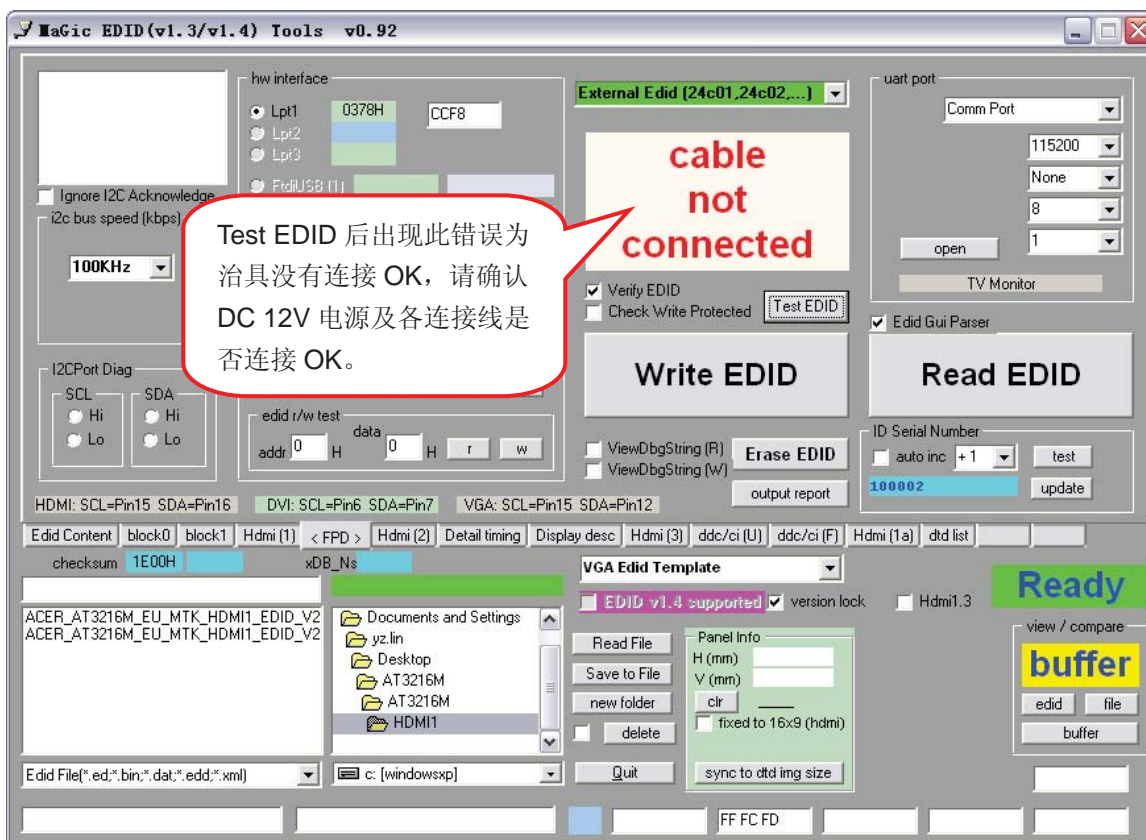 MaGic EDID(v1.3/v1.4) Tools v0.92
hw interface
Lpt1 0378H CCF8
Lpt2
Lpt3
FtdiUSB (1)
Ignore I2C Acknowledge
i2c bus speed (kbps)
100KHz
I2CPort Diag
SCL SDA
Hi Hi
Lo Lo
edid r/w test
addr 0 H data 0 H r w
External Edid (24c01,24c02,...)
cable
not
connected
Test EDID 后出现此错误为
治具没有连接 OK，请确认
DC 12V 电源及各连接线是
否连接 OK。
Verify EDID
Check Write Protected
Test EDID
Write EDID
ViewDbgString (R)
ViewDbgString (W)
Erase EDID
output report
uart port
Comm Port
115200
None
8
1
open
TV Monitor
Edid Gui Parser
Read EDID
ID Serial Number
auto inc +1 test
100002 update
HDMI: SCL=Pin15 SDA=Pin16 DVI: SCL=Pin6 SDA=Pin7 VGA: SCL=Pin15 SDA=Pin12
Edid Content block0 block1 Hdmi (1) < FPD > Hdmi (2) Detail timing Display desc Hdmi (3) ddc/ci (U) ddc/ci (F) Hdmi (1a) dtd list
checksum 1E00H xDB_Ns
ACER_AT3216M_EU_MTK_HDMI1_EDID_V2
ACER_AT3216M_EU_MTK_HDMI1_EDID_V2
Edid File(*.ed;*.bin;*.dat;*.edd;*.xml)
Documents and Settings
yz.lin
Desktop
AT3216M
AT3216M
HDMI1
c: [windowsxp]
VGA Edid Template
EDID v1.4 supported version lock Hdmi1.3
Read File
Save to File
new folder
delete
Quit
Panel Info
H (mm)
V (mm)
clr
fixed to 16x9 (hdmi)
sync to dtd img size
Ready
view / compare
buffer
edid file
buffer
FF FC FD